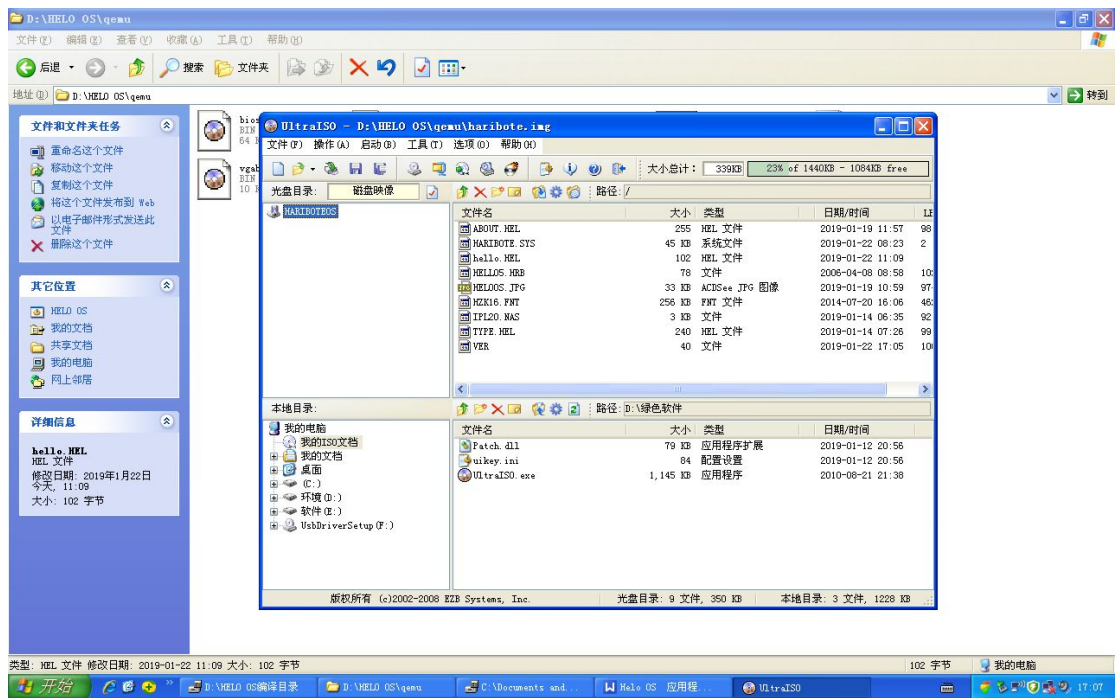 D:\HELO OS\qemu
文件(F) 编辑(E) 查看(V) 收藏(A) 工具(T) 帮助(H)
后退 搜索 文件夹
地址(D) D:\HELO OS\qemu 转到
文件和文件夹任务
重命名这个文件
移动这个文件
复制这个文件
将这个文件发布到 Web
以电子邮件形式发送此
文件
删除这个文件
其它位置
HELO OS
我的文档
共享文档
我的电脑
网上邻居
详细信息
hello.HEL
HEL 文件
修改日期: 2019年1月22日
今天, 11:09
大小: 102 字节
bios
BIN
64 K
vgab
BIN
10 K
UltraISO - D:\HELO OS\qemu\haribote.img
文件(F) 操作(A) 启动(B) 工具(T) 选项(O) 帮助(H)
大小总计: 339KB 23% of 1440KB - 1084KB free
光盘目录: 磁盘映像 路径: /
HARIBOTEOS
文件名 大小 类型 日期/时间 LB
ABOUT.HEL 255 HEL 文件 2019-01-19 11:57 98
HARIBOTE.SYS 45 KB 系统文件 2019-01-22 08:23 2
hello.HEL 102 HEL 文件 2019-01-22 11:09
HELLO5.HRB 78 文件 2006-04-08 08:58 10
HELOOS.JPG 33 KB ACDSee JPG 图像 2019-01-19 10:59 97
HZK16.FNT 256 KB FNT 文件 2014-07-20 16:06 46
IPL20.NAS 3 KB 文件 2019-01-14 06:35 92
TYPE.HEL 240 HEL 文件 2019-01-14 07:26 99
VER 40 文件 2019-01-22 17:05 10
本地目录: 路径: D:\绿色软件
我的电脑
我的ISO文档
我的文档
桌面
(C:)
环境(D:)
软件(E:)
UsbDriverSetup(F:)
文件名 大小 类型 日期/时间
Patch.dll 79 KB 应用程序扩展 2019-01-12 20:56
uikey.ini 84 配置设置 2019-01-12 20:56
UltraISO.exe 1,145 KB 应用程序 2010-08-21 21:38
版权所有 (c)2002-2008 EZB Systems, Inc. 光盘目录: 9 文件, 350 KB 本地目录: 3 文件, 1228 KB
类型: HEL 文件 修改日期: 2019-01-22 11:09 大小: 102 字节 102 字节 我的电脑
开始 D:\HELO OS编译目录 D:\HELO OS\qemu C:\Documents and... Helo OS 应用程... UltraISO 17:07